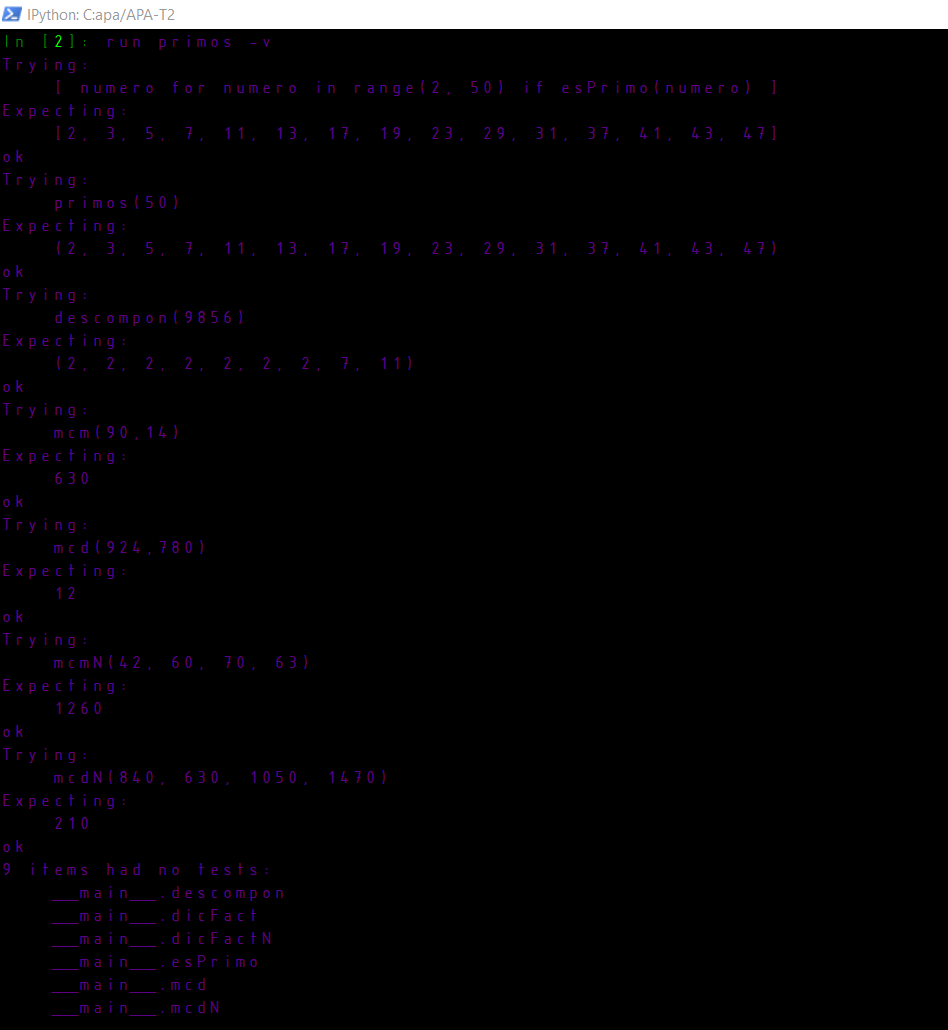 IPython: C:apa/APA-T2
In [2]: run primos -v
Trying:
    [ numero for numero in range(2, 50) if esPrimo(numero) ]
Expecting:
    [2, 3, 5, 7, 11, 13, 17, 19, 23, 29, 31, 37, 41, 43, 47]
ok
Trying:
    primos(50)
Expecting:
    (2, 3, 5, 7, 11, 13, 17, 19, 23, 29, 31, 37, 41, 43, 47)
ok
Trying:
    descompon(9856)
Expecting:
    (2, 2, 2, 2, 2, 2, 2, 7, 11)
ok
Trying:
    mcm(90,14)
Expecting:
    630
ok
Trying:
    mcd(924,780)
Expecting:
    12
ok
Trying:
    mcmN(42, 60, 70, 63)
Expecting:
    1260
ok
Trying:
    mcdN(840, 630, 1050, 1470)
Expecting:
    210
ok
9 items had no tests:
    __main__.descompon
    __main__.dicFact
    __main__.dicFactN
    __main__.esPrimo
    __main__.mcd
    __main__.mcdN